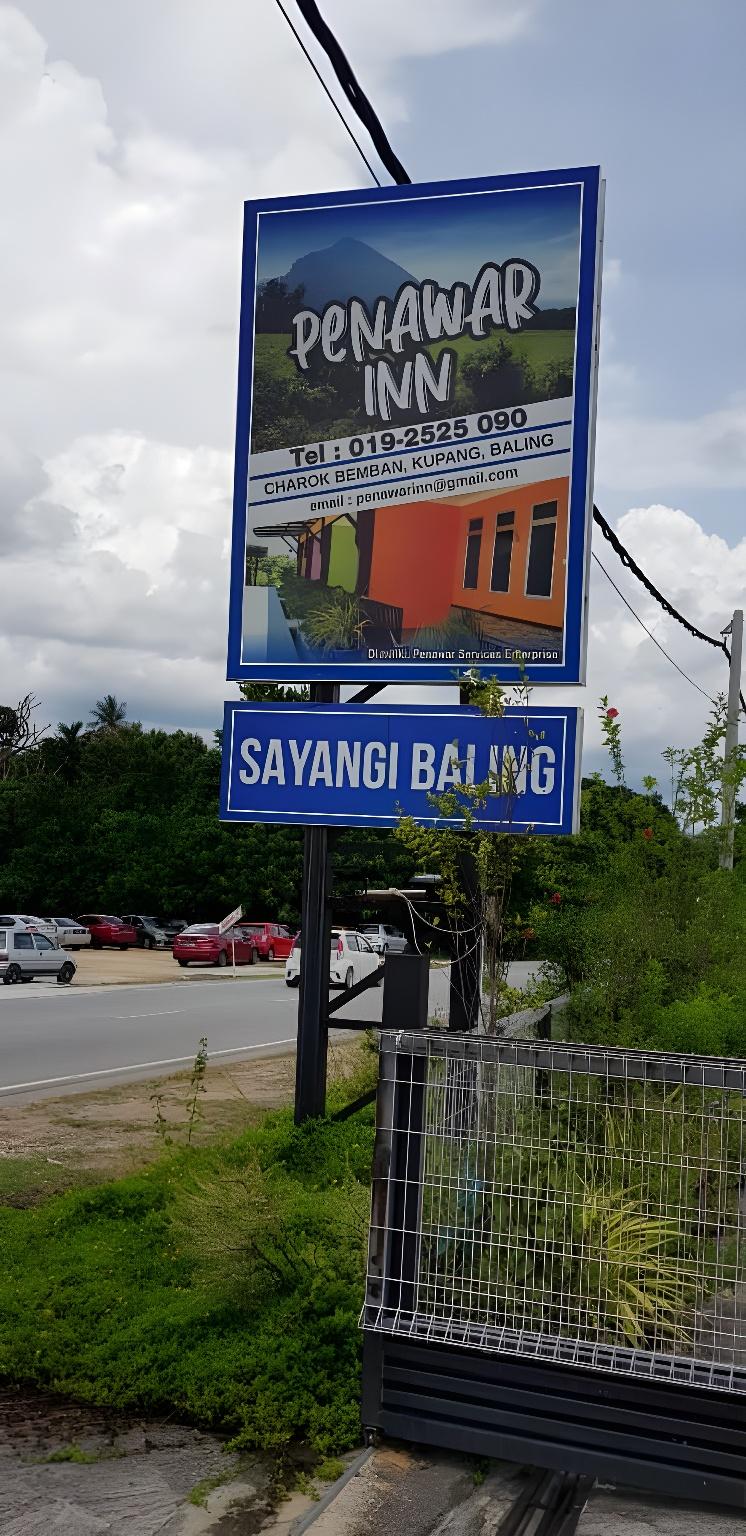 PENAWAR
INN
Tel : 019-2525 090
CHAROK BEMBAN, KUPANG, BALING
email : penawarinn@gmail.com
Dimiliki Penawar Services Enterprise
SAYANGI BALING